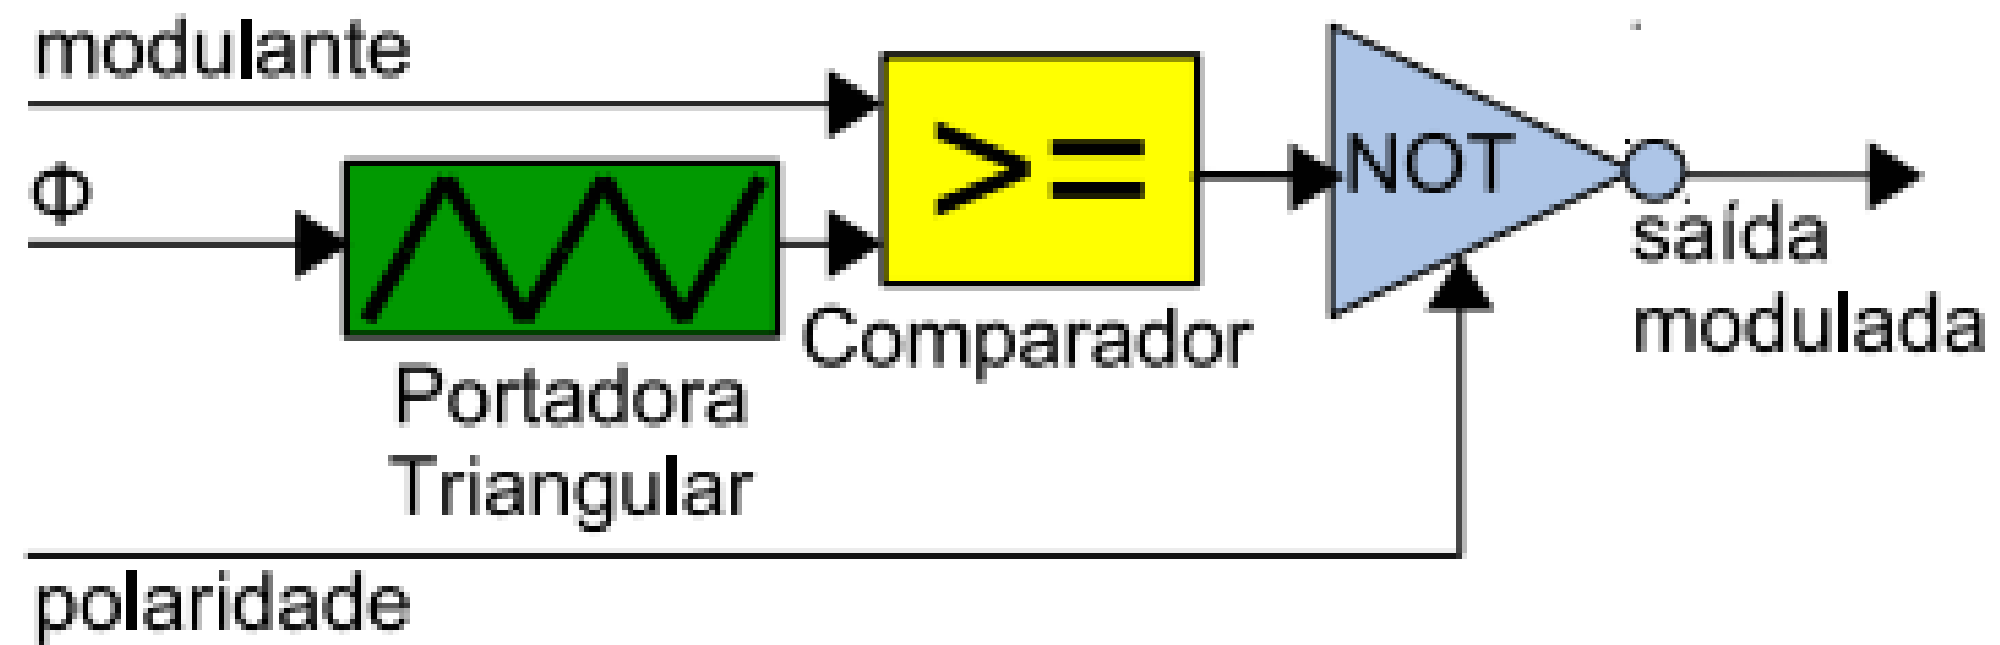 modulante
Φ
>=
NOT
saída
modulada
Comparador
Portadora
Triangular
polaridade